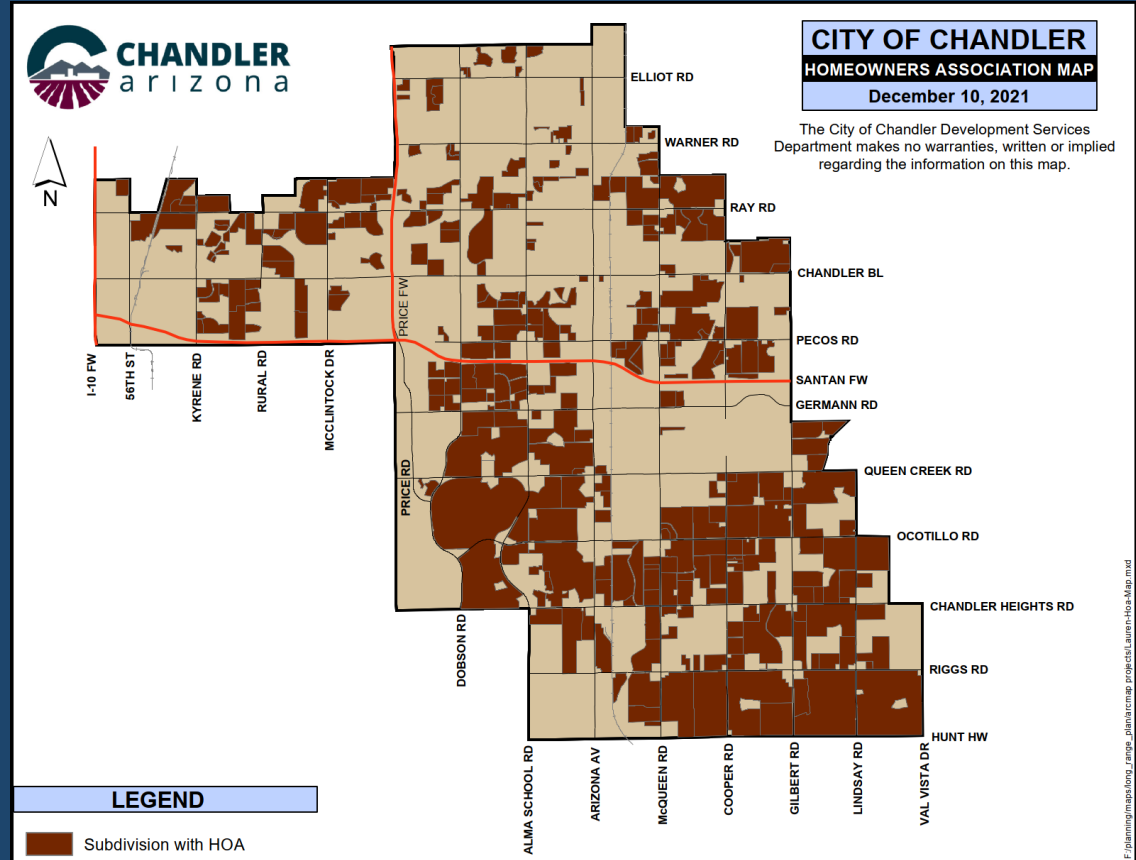 CHANDLER
arizona
CITY OF CHANDLER
HOMEOWNERS ASSOCIATION MAP
December 10, 2021
The City of Chandler Development Services
Department makes no warranties, written or implied
regarding the information on this map.
N
ELLIOT RD
WARNER RD
RAY RD
CHANDLER BL
PECOS RD
SANTAN FW
GERMANN RD
QUEEN CREEK RD
OCOTILLO RD
CHANDLER HEIGHTS RD
RIGGS RD
HUNT HW
I-10 FW
56TH ST
KYRENE RD
RURAL RD
MCCLINTOCK DR
PRICE FW
PRICE RD
DOBSON RD
ALMA SCHOOL RD
ARIZONA AV
McQUEEN RD
COOPER RD
GILBERT RD
LINDSAY RD
VAL VISTA DR
LEGEND
Subdivision with HOA
F:/planning/maps/long_range_plan/arcmap projects/Lauren-Hoa-Map.mxd